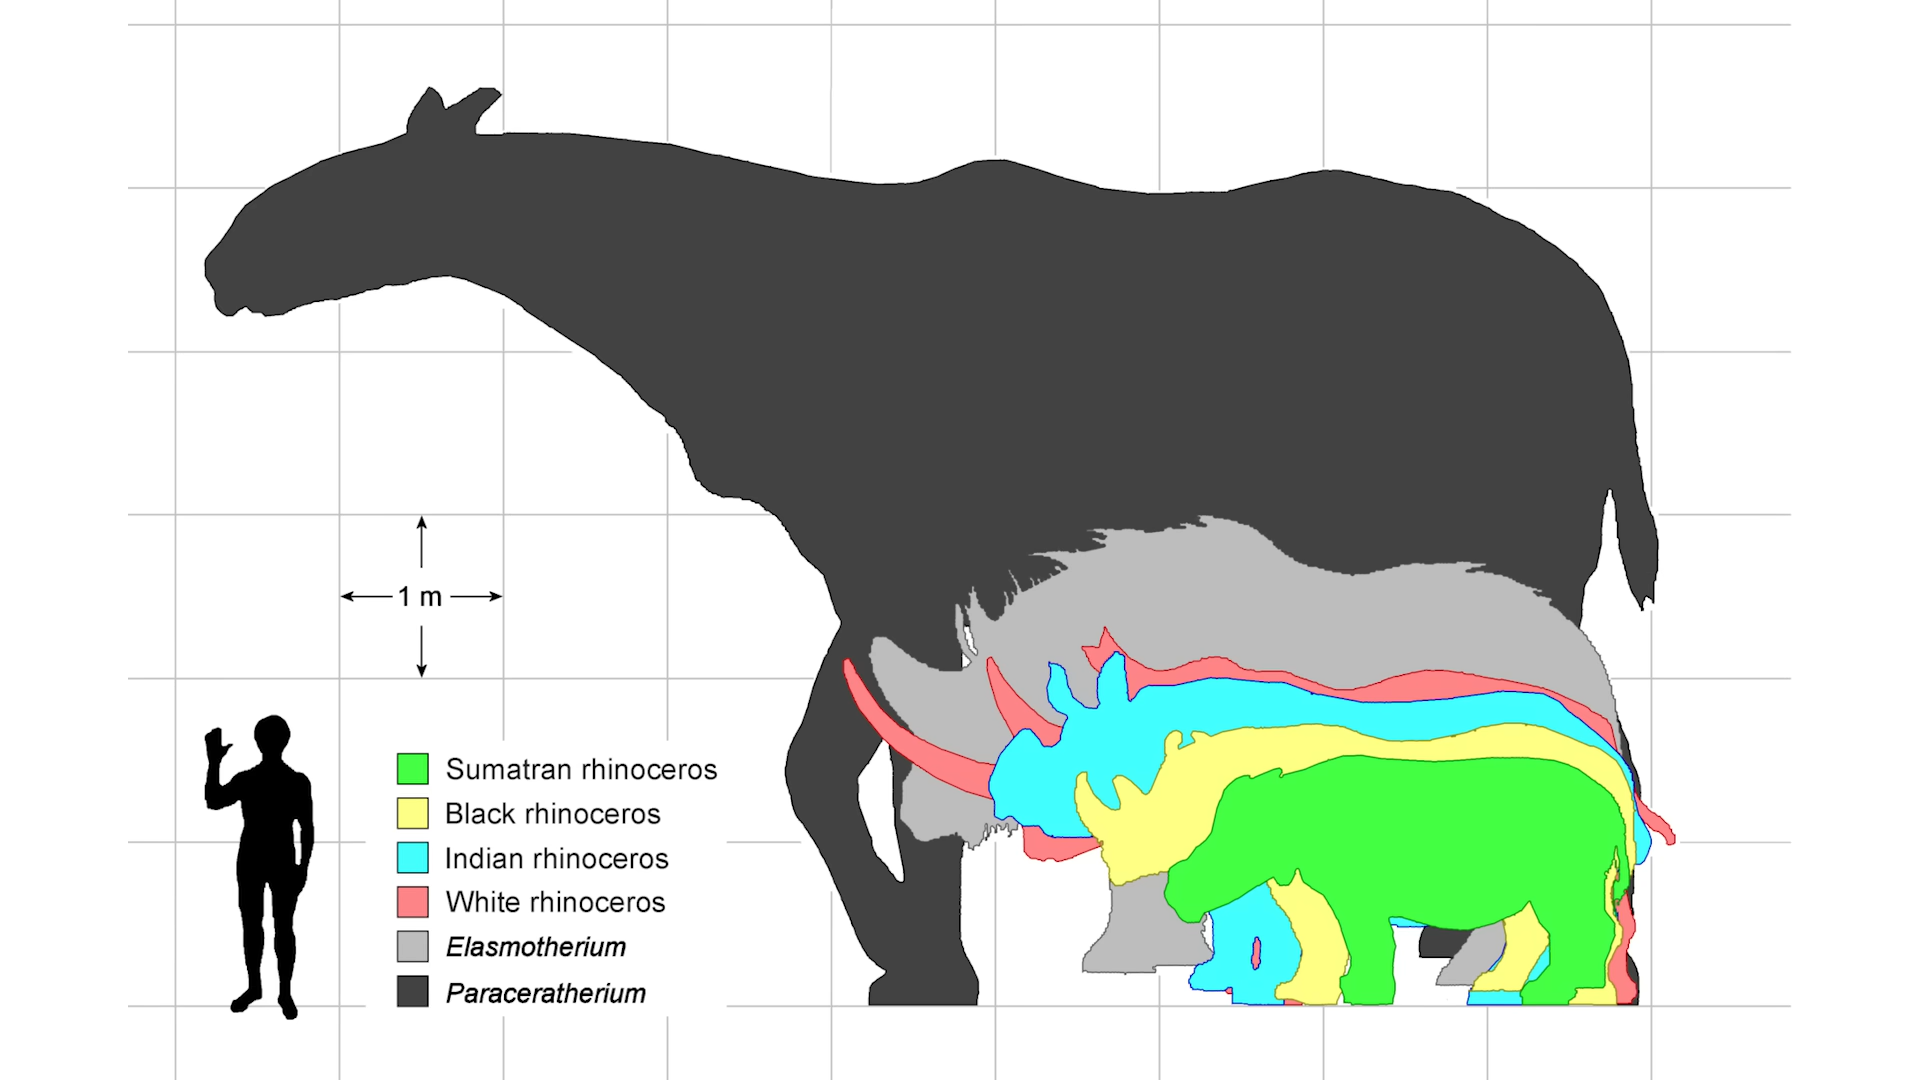 1 m
Sumatran rhinoceros
Black rhinoceros
Indian rhinoceros
White rhinoceros
Elasmotherium
Paraceratherium